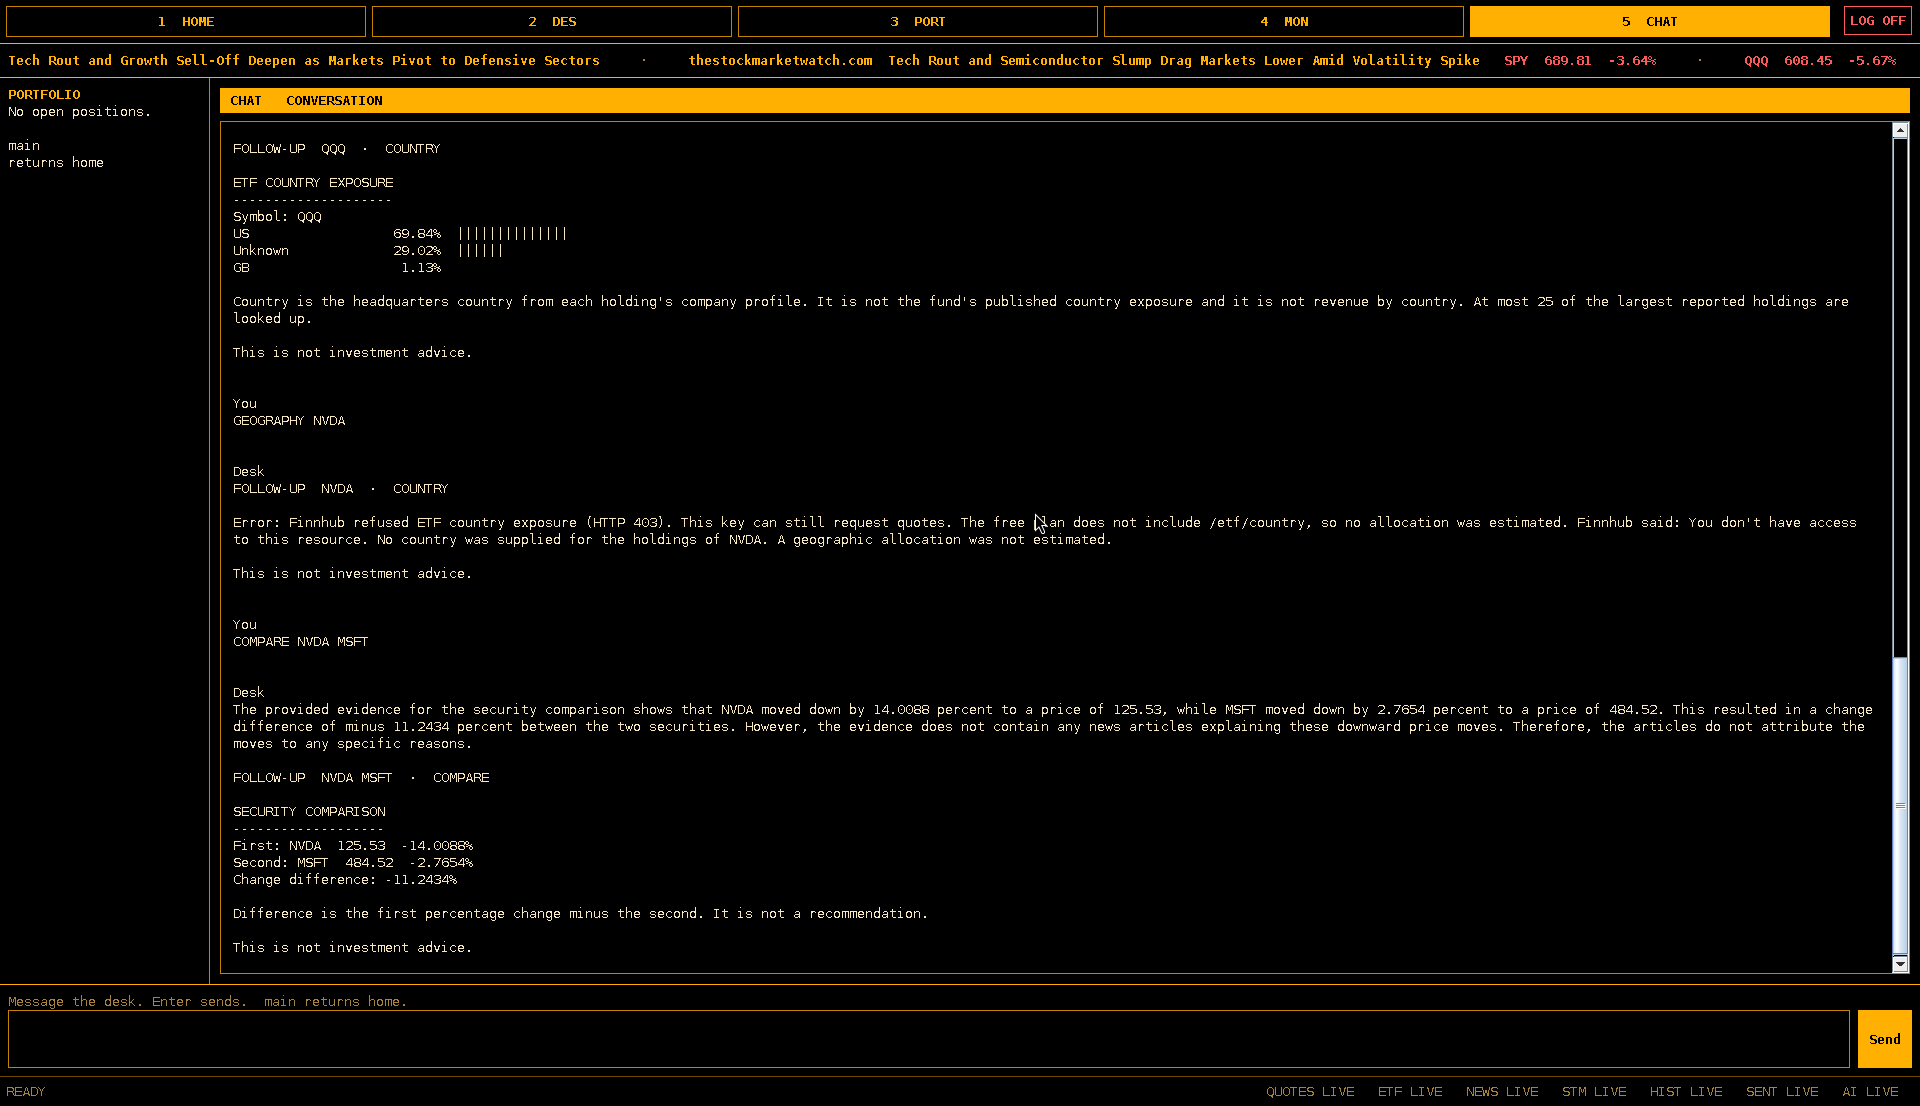 1  HOME
2  DES
3  PORT
4  MON
5  CHAT
LOG OFF
Tech Rout and Growth Sell-Off Deepen as Markets Pivot to Defensive Sectors · thestockmarketwatch.com Tech Rout and Semiconductor Slump Drag Markets Lower Amid Volatility Spike SPY 689.81 -3.64% · QQQ 608.45 -5.67%
PORTFOLIO
No open positions.
main
returns home
CHAT   CONVERSATION
FOLLOW-UP  QQQ  ·  COUNTRY
ETF COUNTRY EXPOSURE
--------------------
Symbol: QQQ
US                  69.84%  ||||||||||||||
Unknown             29.02%  ||||||
GB                   1.13%
Country is the headquarters country from each holding's company profile. It is not the fund's published country exposure and it is not revenue by country. At most 25 of the largest reported holdings are
looked up.
This is not investment advice.
You
GEOGRAPHY NVDA
Desk
FOLLOW-UP  NVDA  ·  COUNTRY
Error: Finnhub refused ETF country exposure (HTTP 403). This key can still request quotes. The free plan does not include /etf/country, so no allocation was estimated. Finnhub said: You don't have access
to this resource. No country was supplied for the holdings of NVDA. A geographic allocation was not estimated.
This is not investment advice.
You
COMPARE NVDA MSFT
Desk
The provided evidence for the security comparison shows that NVDA moved down by 14.0088 percent to a price of 125.53, while MSFT moved down by 2.7654 percent to a price of 484.52. This resulted in a change
difference of minus 11.2434 percent between the two securities. However, the evidence does not contain any news articles explaining these downward price moves. Therefore, the articles do not attribute the
moves to any specific reasons.
FOLLOW-UP  NVDA MSFT  ·  COMPARE
SECURITY COMPARISON
-------------------
First: NVDA  125.53  -14.0088%
Second: MSFT  484.52  -2.7654%
Change difference: -11.2434%
Difference is the first percentage change minus the second. It is not a recommendation.
This is not investment advice.
Message the desk. Enter sends.  main returns home.
Send
READY
QUOTES LIVE   ETF LIVE   NEWS LIVE   STM LIVE   HIST LIVE   SENT LIVE   AI LIVE